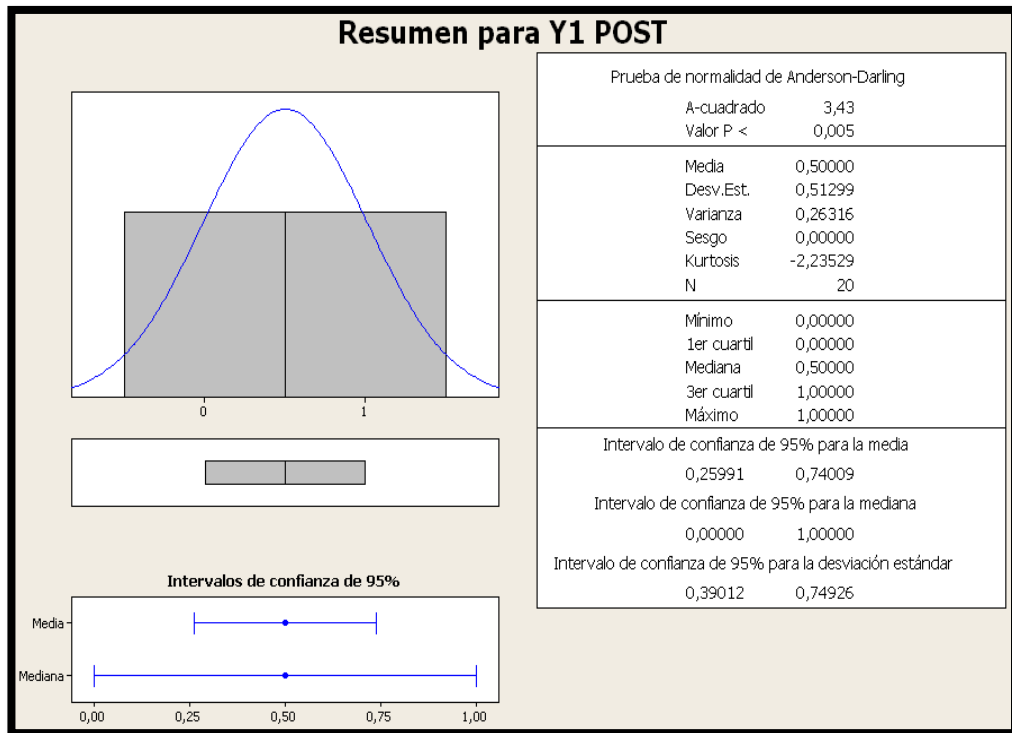 Resumen para Y1 POST
Prueba de normalidad de Anderson-Darling
A-cuadrado 3,43
Valor P < 0,005
Media 0,50000
Desv.Est. 0,51299
Varianza 0,26316
Sesgo 0,00000
Kurtosis -2,23529
N 20
Mínimo 0,00000
1er cuartil 0,00000
Mediana 0,50000
3er cuartil 1,00000
Máximo 1,00000
Intervalo de confianza de 95% para la media
0,25991 0,74009
Intervalo de confianza de 95% para la mediana
0,00000 1,00000
Intervalo de confianza de 95% para la desviación estándar
0,39012 0,74926
0 1
Intervalos de confianza de 95%
Media
Mediana
0,00 0,25 0,50 0,75 1,00